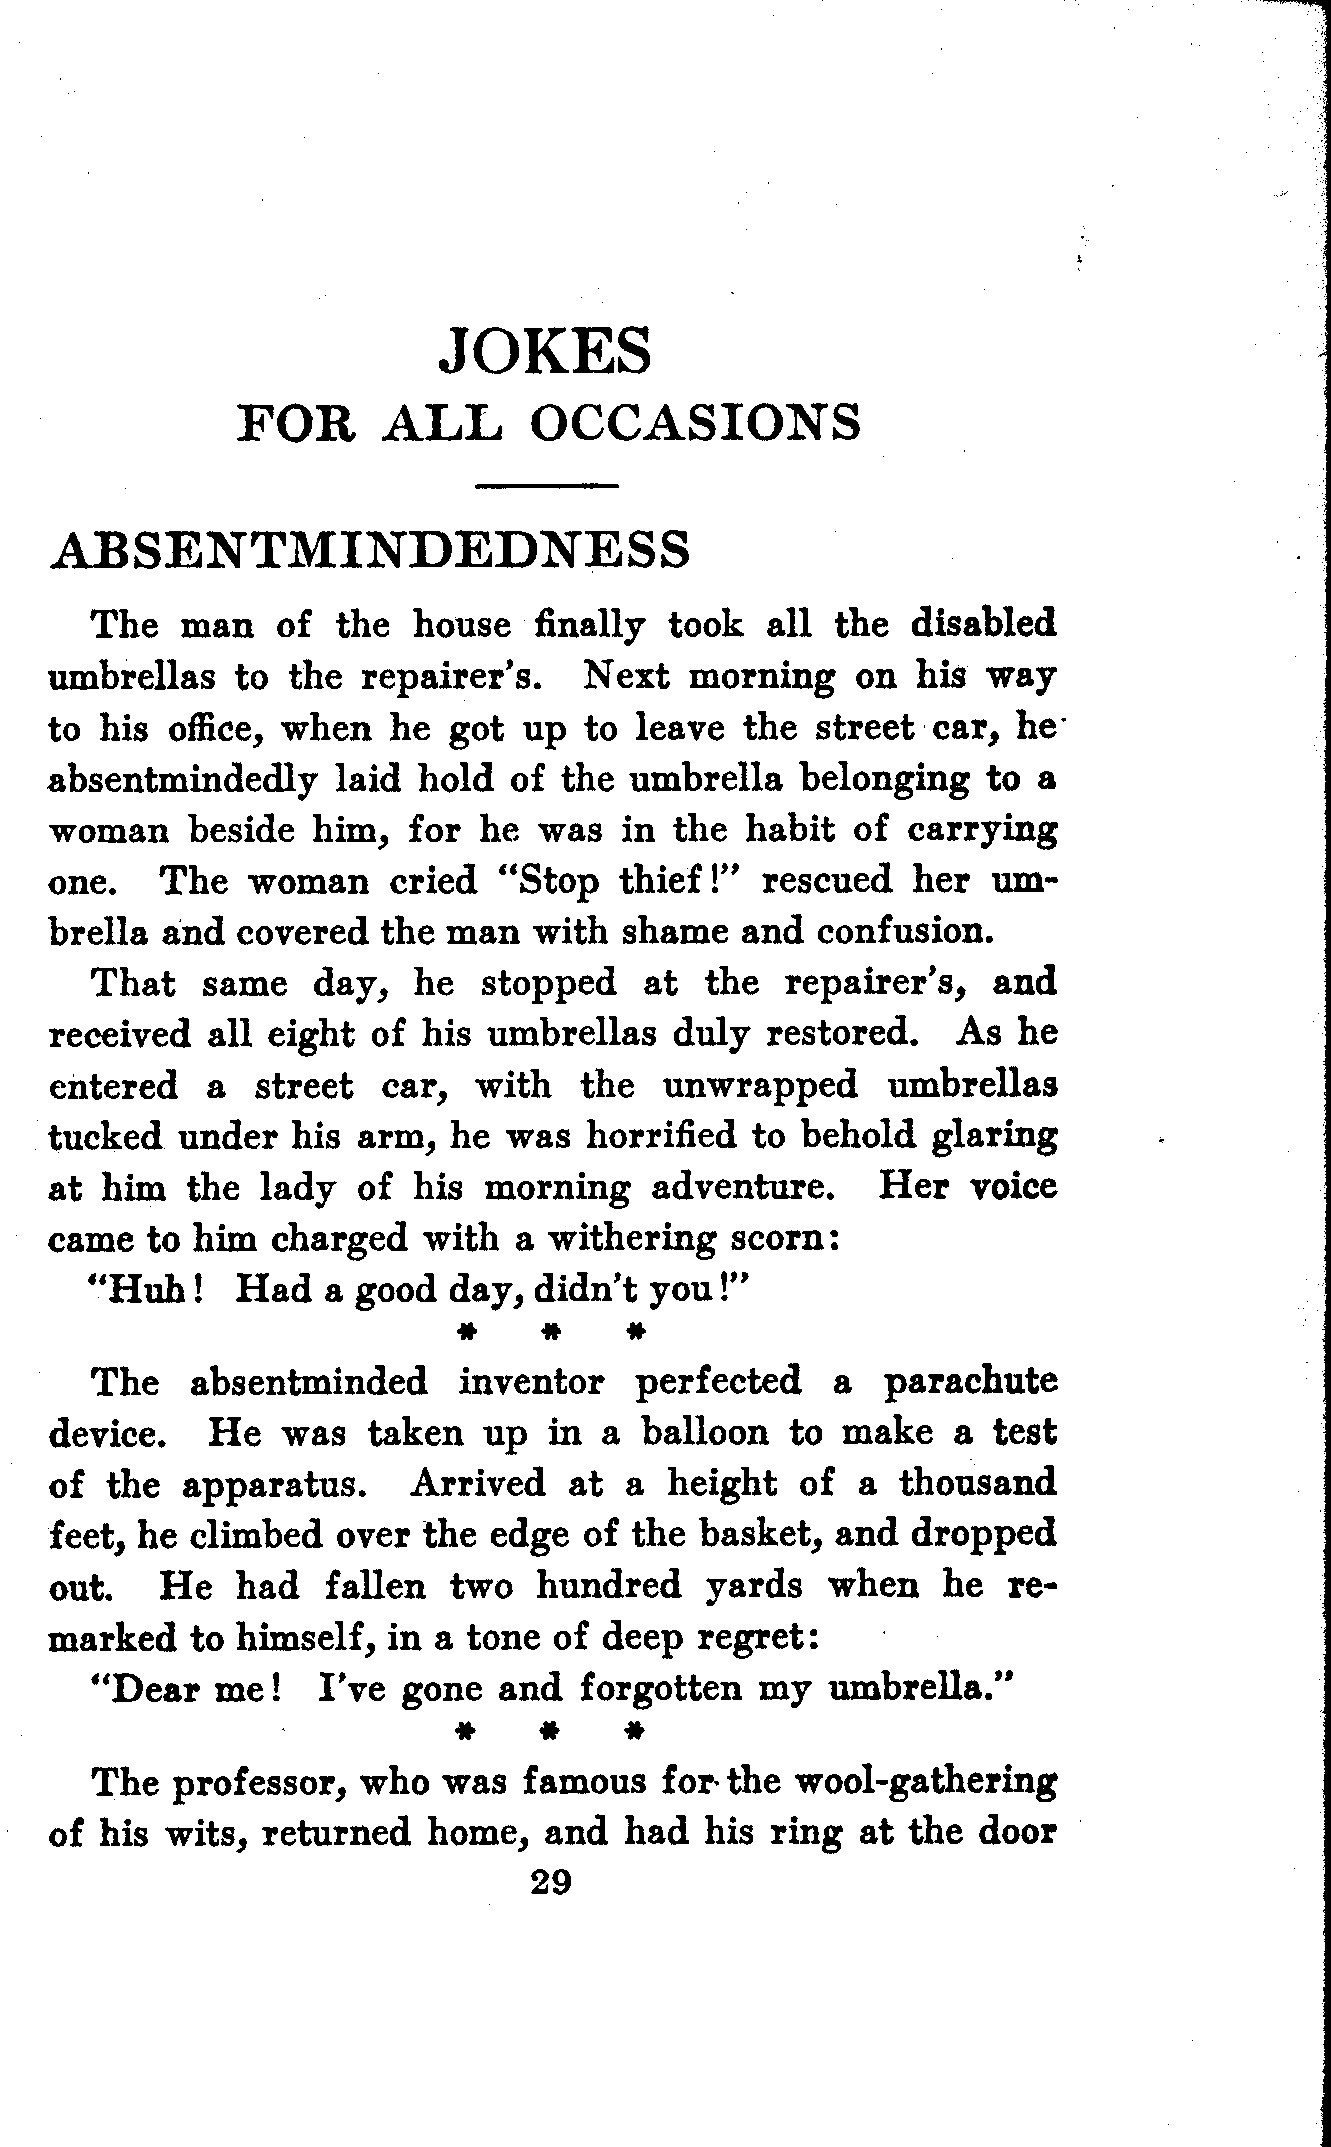 JOKES
FOR ALL OCCASIONS
ABSENTMINDEDNESS
The man of the house finally took all the disabled
umbrellas to the repairer's. Next morning on his way
to his office, when he got up to leave the street car, he
absentmindedly laid hold of the umbrella belonging to a
woman beside him, for he was in the habit of carrying
one. The woman cried "Stop thief!" rescued her um-
brella and covered the man with shame and confusion.
That same day, he stopped at the repairer's, and
received all eight of his umbrellas duly restored. As he
entered a street car, with the unwrapped umbrellas
tucked under his arm, he was horrified to behold glaring
at him the lady of his morning adventure. Her voice
came to him charged with a withering scorn:
"Huh! Had a good day, didn't you!"
* * *
The absentminded inventor perfected a parachute
device. He was taken up in a balloon to make a test
of the apparatus. Arrived at a height of a thousand
feet, he climbed over the edge of the basket, and dropped
out. He had fallen two hundred yards when he re-
marked to himself, in a tone of deep regret:
"Dear me! I've gone and forgotten my umbrella."
* * *
The professor, who was famous for the wool-gathering
of his wits, returned home, and had his ring at the door
29